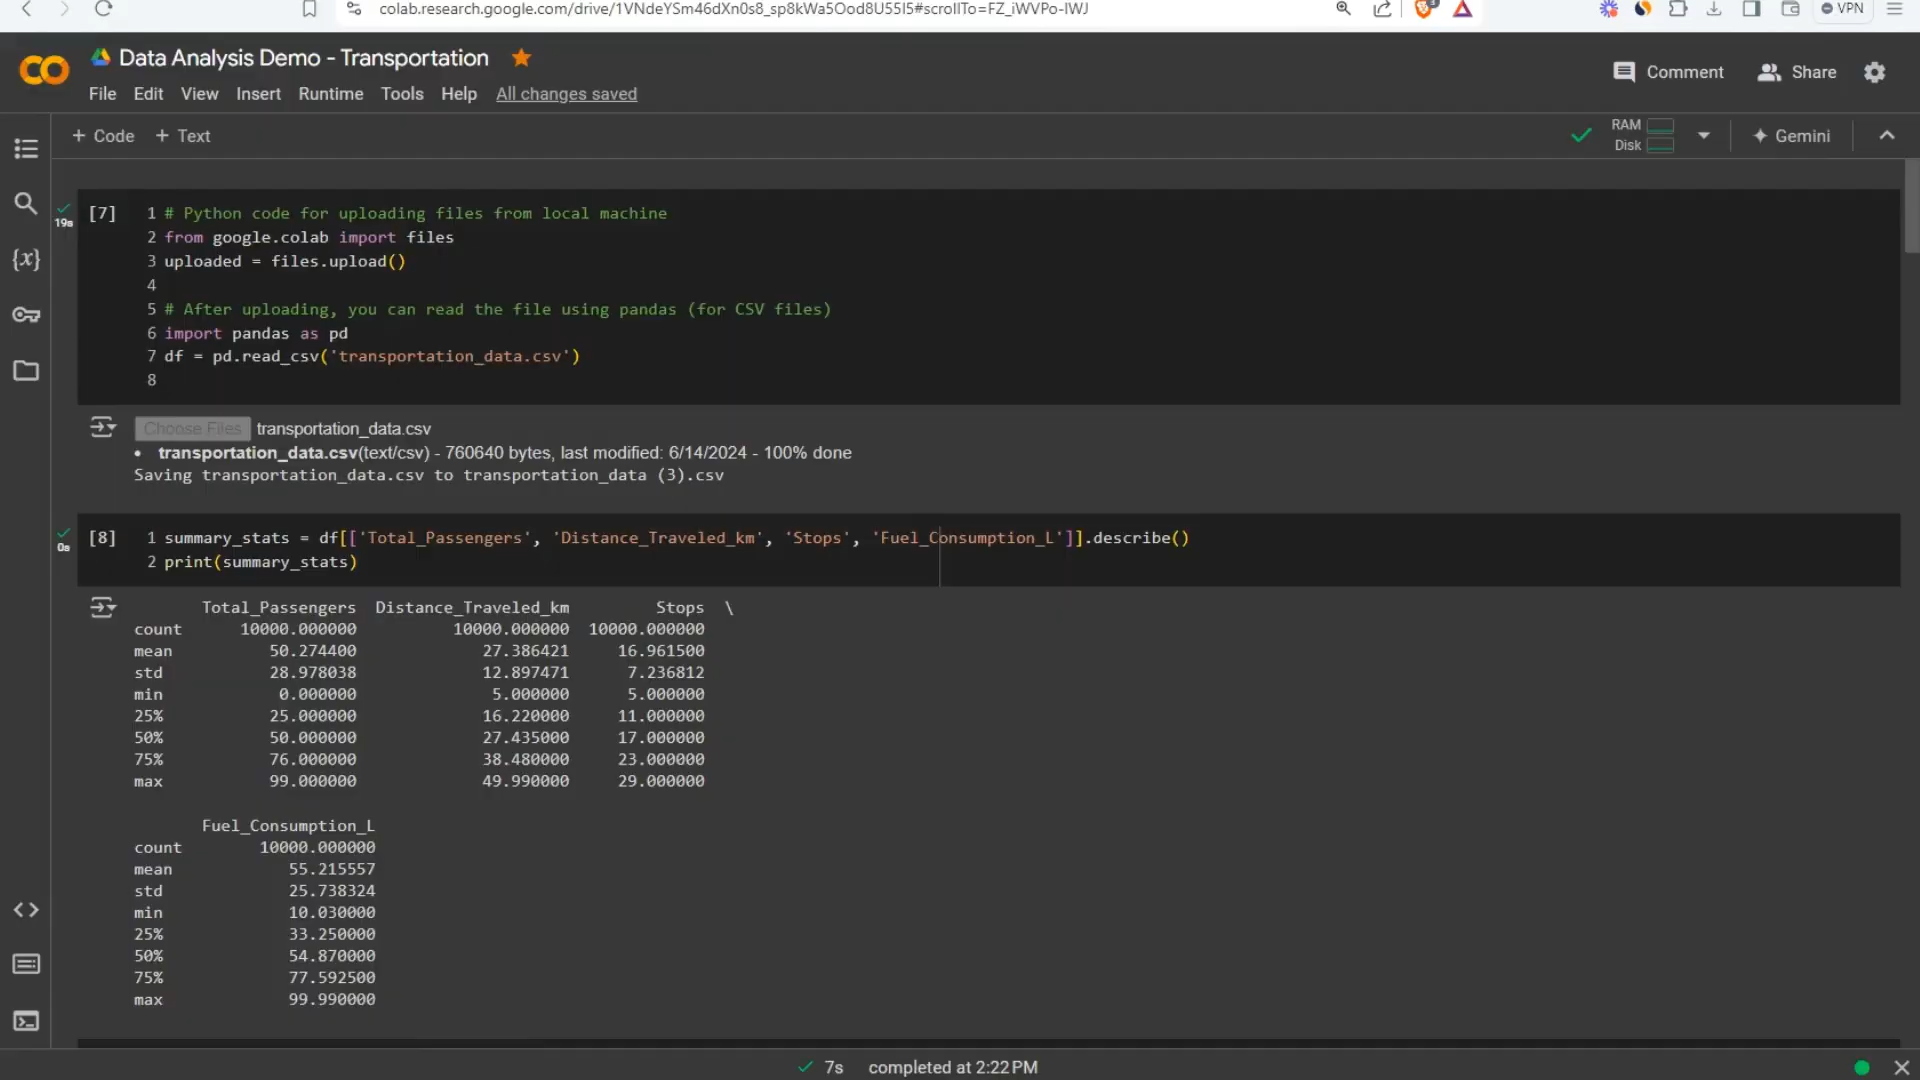 colab.research.google.com/drive/1VNdeYSm46dXn0s8_sp8kWa5Ood8U55I5#scrollTo=FZ_iWVPo-IWJ
VPN
Data Analysis Demo - Transportation
Comment
Share
File Edit View Insert Runtime Tools Help All changes saved
+ Code + Text
RAM
Disk
Gemini
19s
[7]
1 # Python code for uploading files from local machine
2 from google.colab import files
3 uploaded = files.upload()
4
5 # After uploading, you can read the file using pandas (for CSV files)
6 import pandas as pd
7 df = pd.read_csv('transportation_data.csv')
8
Choose Files transportation_data.csv
• transportation_data.csv(text/csv) - 760640 bytes, last modified: 6/14/2024 - 100% done
Saving transportation_data.csv to transportation_data (3).csv
0s
[8]
1 summary_stats = df[['Total_Passengers', 'Distance_Traveled_km', 'Stops', 'Fuel_Consumption_L']].describe()
2 print(summary_stats)
Total_Passengers Distance_Traveled_km Stops \
count 10000.000000 10000.000000 10000.000000
mean 50.274400 27.386421 16.961500
std 28.978038 12.897471 7.236812
min 0.000000 5.000000 5.000000
25% 25.000000 16.220000 11.000000
50% 50.000000 27.435000 17.000000
75% 76.000000 38.480000 23.000000
max 99.000000 49.990000 29.000000
Fuel_Consumption_L
count 10000.000000
mean 55.215557
std 25.738324
min 10.030000
25% 33.250000
50% 54.870000
75% 77.592500
max 99.990000
7s completed at 2:22 PM